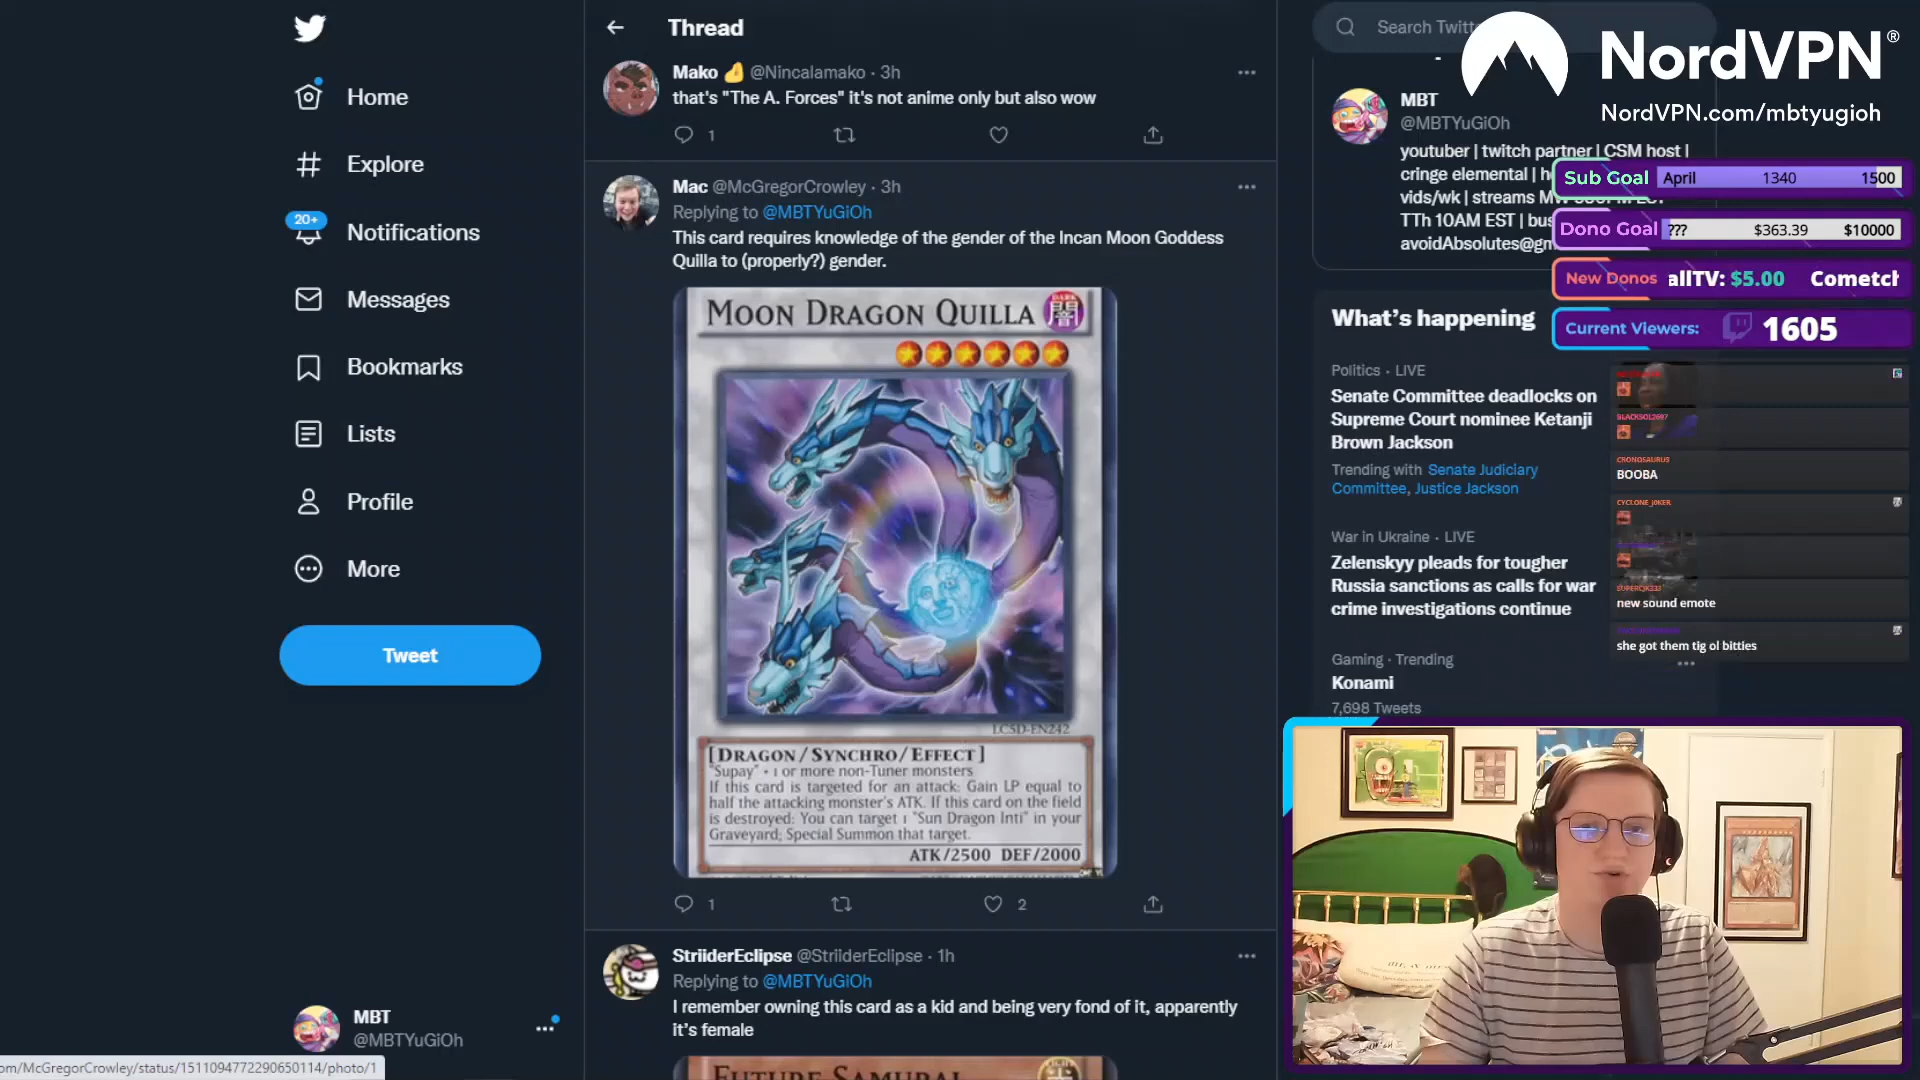 Home
Explore
20+
Notifications
Messages
Bookmarks
Lists
Profile
More
Tweet
MBT
@MBTYuGiOh
om/McGregorCrowley/status/1511094772290650114/photo/1
Thread
Mako @Nincalamako · 3h
that's "The A. Forces" it's not anime only but also wow
1
Mac @McGregorCrowley · 3h
Replying to @MBTYuGiOh
This card requires knowledge of the gender of the Incan Moon Goddess
Quilla to (properly?) gender.
MOON DRAGON QUILLA
DARK
闇
LC5D-EN242
[DRAGON/SYNCHRO/EFFECT]
"Supay" + 1 or more non-Tuner monsters
If this card is targeted for an attack: Gain LP equal to
half the attacking monster's ATK. If this card on the field
is destroyed: You can target 1 "Sun Dragon Inti" in your
Graveyard; Special Summon that target.
ATK/2500 DEF/2000
1
2
StriiderEclipse @StriiderEclipse · 1h
Replying to @MBTYuGiOh
I remember owning this card as a kid and being very fond of it, apparently
it's female
FUTURE SAMURAI
Search Twitt
NordVPN®
NordVPN.com/mbtyugioh
MBT
@MBTYuGiOh
youtuber | twitch partner | CSM host |
cringe elemental | h
vids/wk | streams M
TTh 10AM EST | bus
avoidAbsolutes@gm
Sub Goal April 1340 1500
Dono Goal ??? $363.39 $10000
New Donos allTV: $5.00 Cometch
Current Viewers: 1605
What's happening
Politics · LIVE
Senate Committee deadlocks on
Supreme Court nominee Ketanji
Brown Jackson
Trending with Senate Judiciary
Committee, Justice Jackson
War in Ukraine · LIVE
Zelenskyy pleads for tougher
Russia sanctions as calls for war
crime investigations continue
Gaming · Trending
Konami
7,698 Tweets
BLACKSOL2697
CRONOSAURUS
BOOBA
CYCLONE_J0KER
new sound emote
she got them tig ol bitties